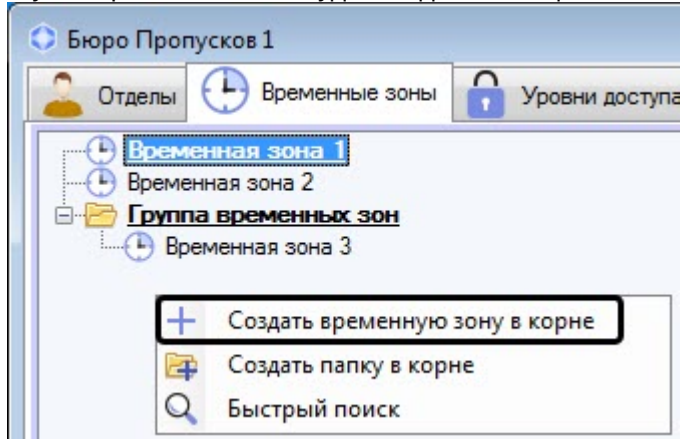 Бюро Пропусков 1
Отделы Временные зоны Уровни доступа
Временная зона 1
Временная зона 2
Группа временных зон
Временная зона 3
Создать временную зону в корне
Создать папку в корне
Быстрый поиск